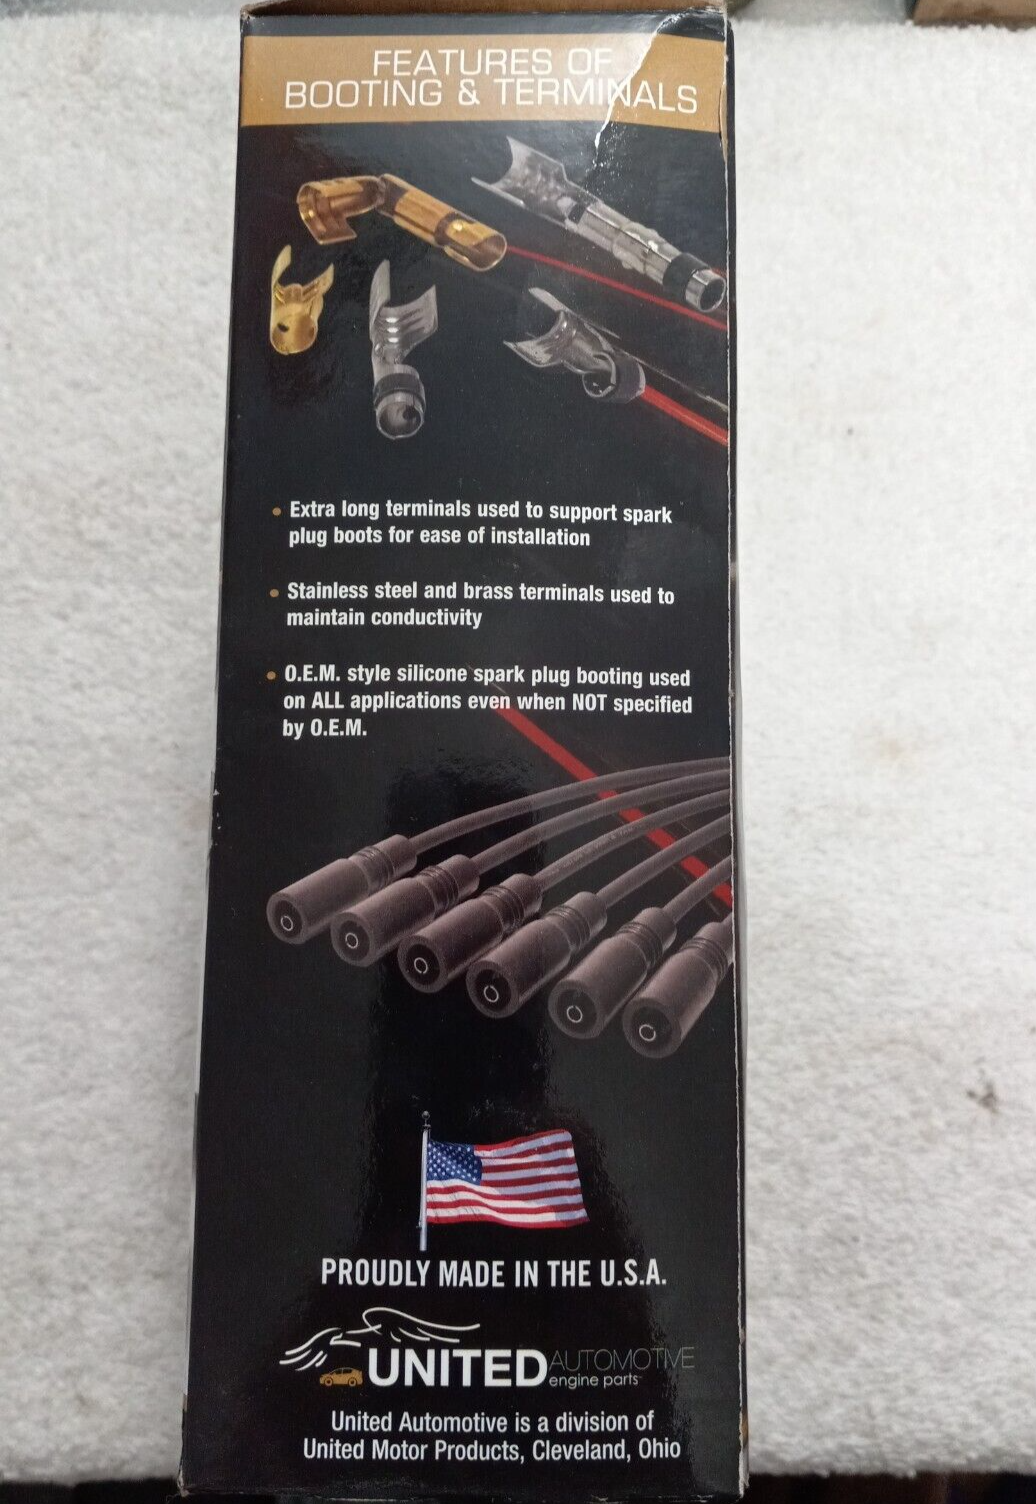 FEATURES OF
BOOTING & TERMINALS
• Extra long terminals used to support spark
plug boots for ease of installation
• Stainless steel and brass terminals used to
maintain conductivity
• O.E.M. style silicone spark plug booting used
on ALL applications even when NOT specified
by O.E.M.
PROUDLY MADE IN THE U.S.A.
UNITED AUTOMOTIVE
engine parts
United Automotive is a division of
United Motor Products, Cleveland, Ohio